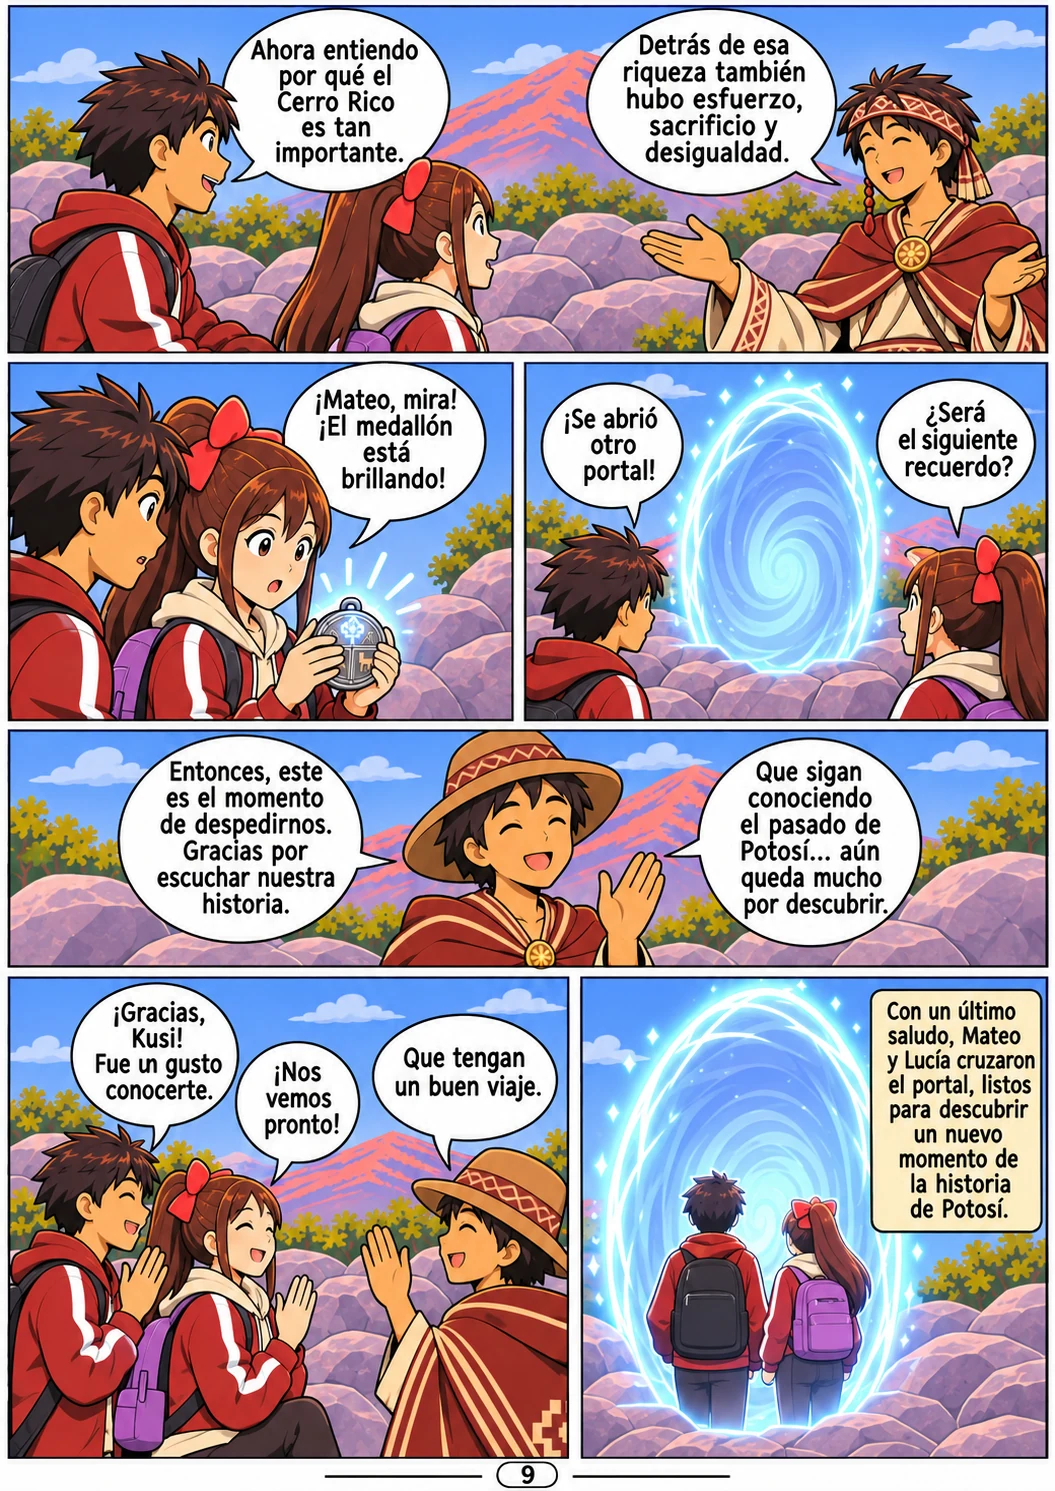 Ahora entiendo
por qué el
Cerro Rico
es tan
importante.
Detrás de esa
riqueza también
hubo esfuerzo,
sacrificio y
desigualdad.
¡Mateo, mira!
¡El medallón
está
brillando!
¡Se abrió
otro
portal!
¿Será
el siguiente
recuerdo?
Entonces, este
es el momento
de despedirnos.
Gracias por
escuchar nuestra
historia.
Que sigan
conociendo
el pasado de
Potosí... aún
queda mucho
por descubrir.
¡Gracias,
Kusi!
Fue un gusto
conocerte.
¡Nos
vemos
pronto!
Que tengan
un buen viaje.
Con un último
saludo, Mateo
y Lucía cruzaron
el portal, listos
para descubrir
un nuevo
momento de
la historia
de Potosí.
9